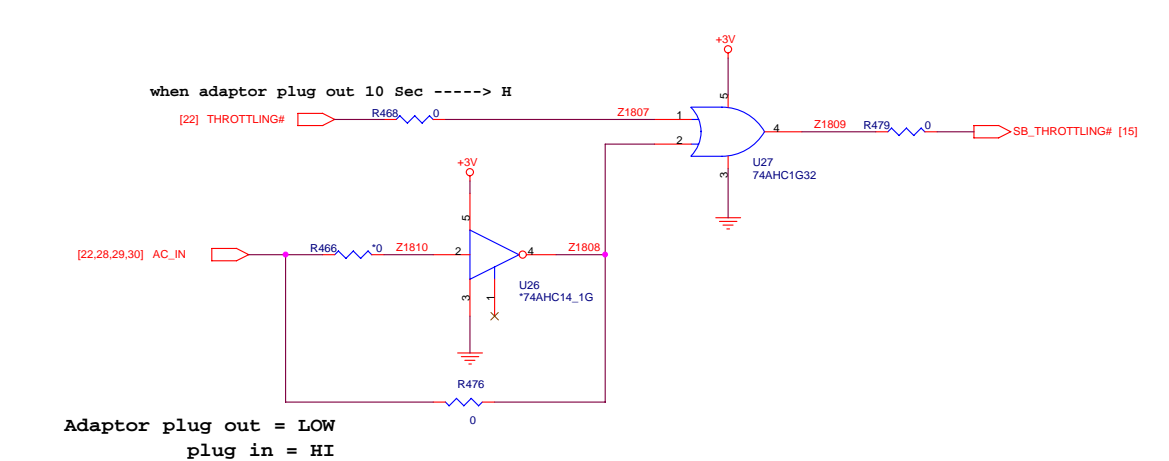 +3V
when adaptor plug out 10 Sec -----> H
5
[22] THROTTLING#
R468
0
Z1807
1
2
4
Z1809
R479
0
SB_THROTTLING# [15]
3
U27
74AHC1G32
+3V
5
[22,28,29,30] AC_IN
R466
*0
Z1810
2
4
Z1808
3
1
U26
*74AHC14_1G
R476
0
Adaptor plug out = LOW
plug in = HI